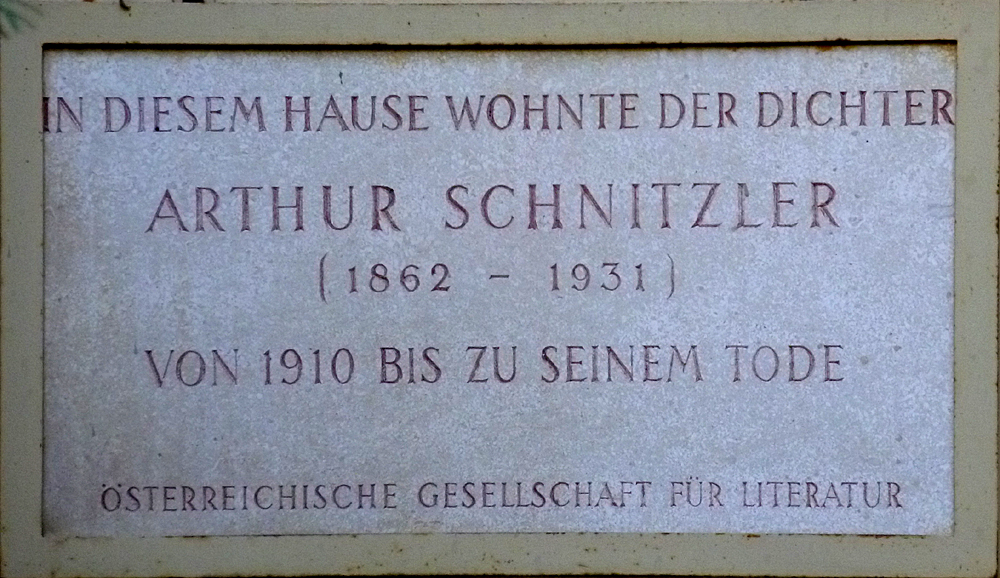 IN DIESEM HAUSE WOHNTE DER DICHTER
ARTHUR SCHNITZLER
(1862 – 1931)
VON 1910 BIS ZU SEINEM TODE
ÖSTERREICHISCHE GESELLSCHAFT FÜR LITERATUR